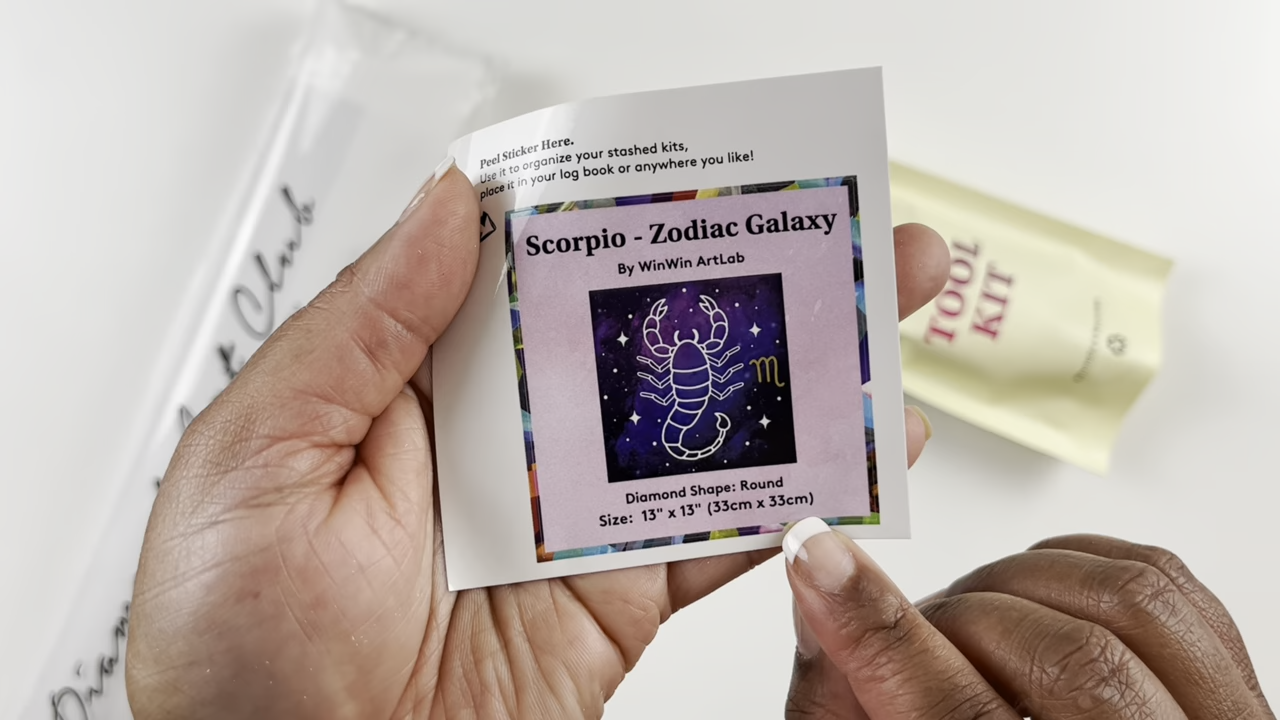 Peel Sticker Here.
Use it to organize your stashed kits,
place it in your log book or anywhere you like!
Scorpio - Zodiac Galaxy
By WinWin ArtLab
♏
Diamond Shape: Round
Size: 13" x 13" (33cm x 33cm)
TOOL
KIT
Club